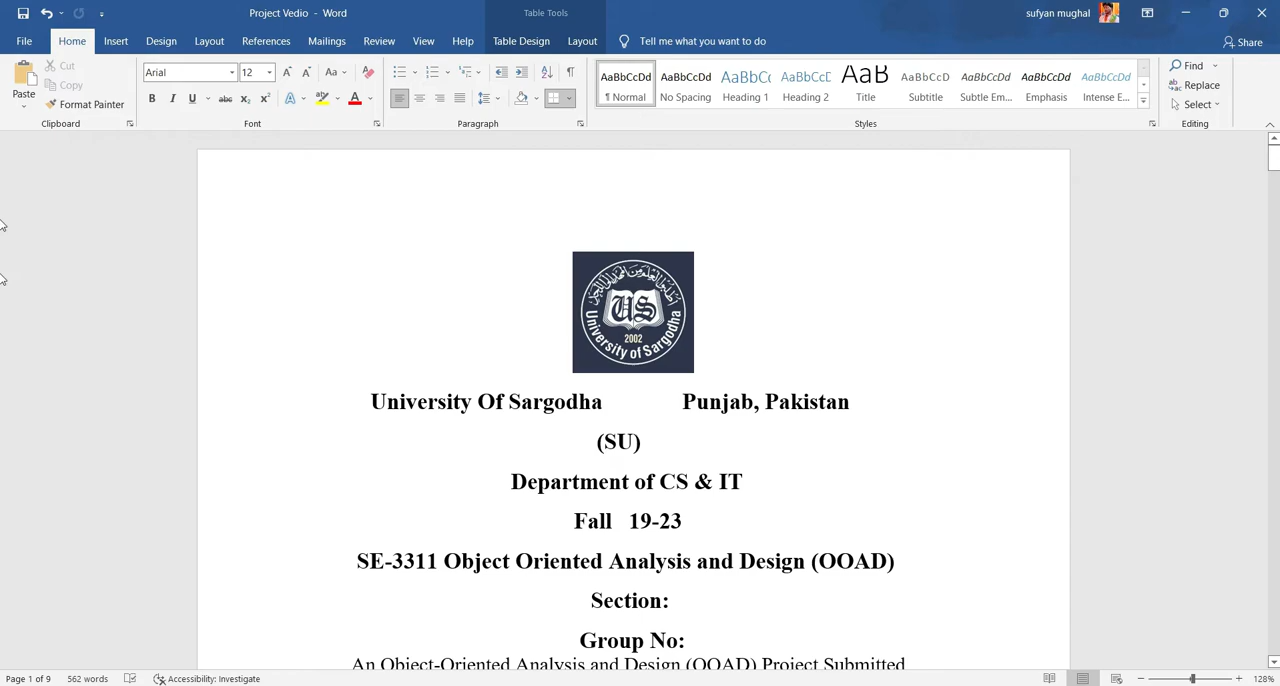 Project Vedio - Word
Table Tools
sufyan mughal
File Home Insert Design Layout References Mailings Review View Help Table Design Layout Tell me what you want to do Share
Paste
Cut
Copy
Format Painter
Clipboard
Arial 12
Font
Paragraph
AaBbCcDd AaBbCcDd AaBbCc AaBbCcD AaB AaBbCcD AaBbCcDd AaBbCcDd AaBbCcDd
¶ Normal No Spacing Heading 1 Heading 2 Title Subtitle Subtle Em... Emphasis Intense E...
Styles
Find
Replace
Select
Editing
US
2002
University of Sargodha
University Of Sargodha Punjab, Pakistan
(SU)
Department of CS & IT
Fall 19-23
SE-3311 Object Oriented Analysis and Design (OOAD)
Section:
Group No:
An Object-Oriented Analysis and Design (OOAD) Project Submitted
Page 1 of 9 562 words Accessibility: Investigate 128%